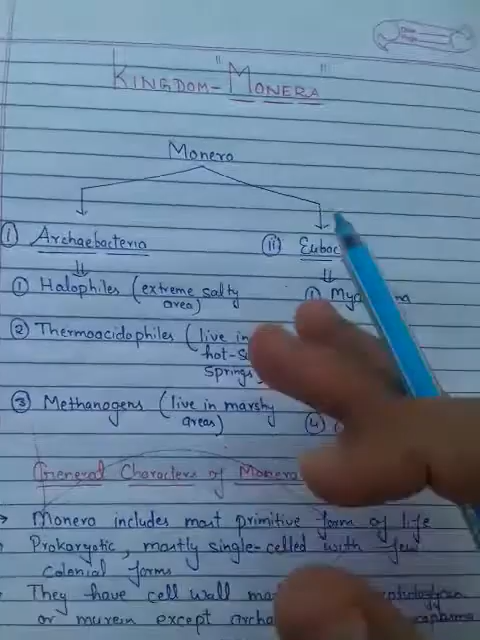 KINGDOM - "MONERA"
Monera
(i) Archaebacteria
(ii) Eubac
① Halophiles (extreme salty area)
①
② Thermoacidophiles (live in hot-
springs
③ Methanogens (live in marshy areas)
④
General Characters of Monera
→ Monera includes most primitive form of life
Prokaryotic, mostly single-celled with few
colonial forms
They have cell wall
or murein except archa